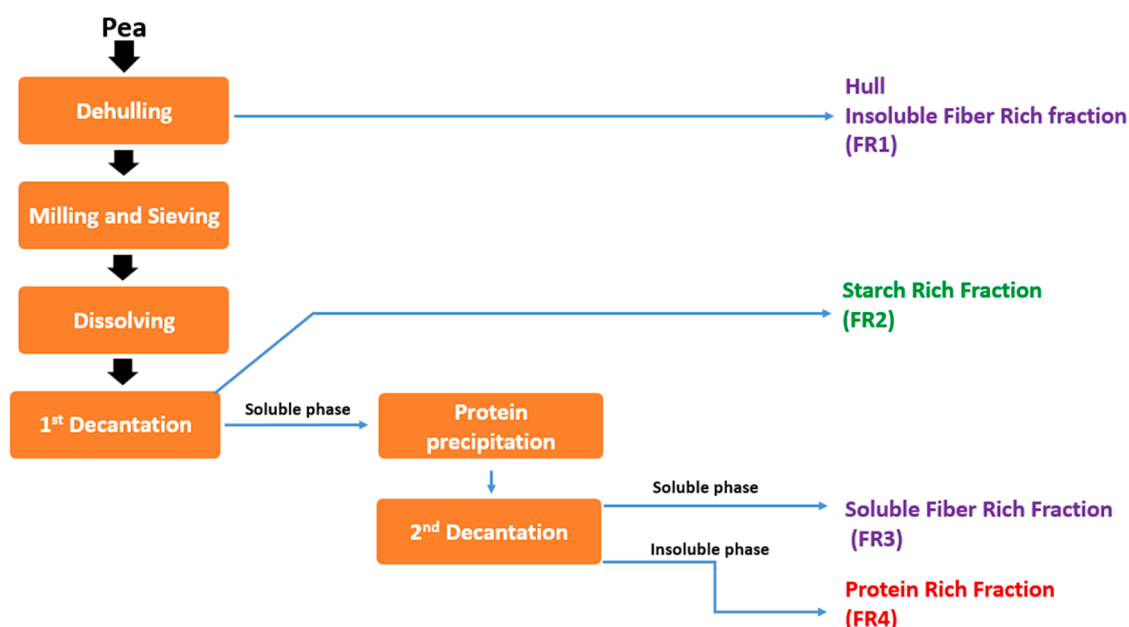 Pea
Dehulling
Hull
Insoluble Fiber Rich fraction
(FR1)
Milling and Sieving
Dissolving
Starch Rich Fraction
(FR2)
1st Decantation
Soluble phase
Protein
precipitation
2nd Decantation
Soluble phase
Soluble Fiber Rich Fraction
(FR3)
Insoluble phase
Protein Rich Fraction
(FR4)